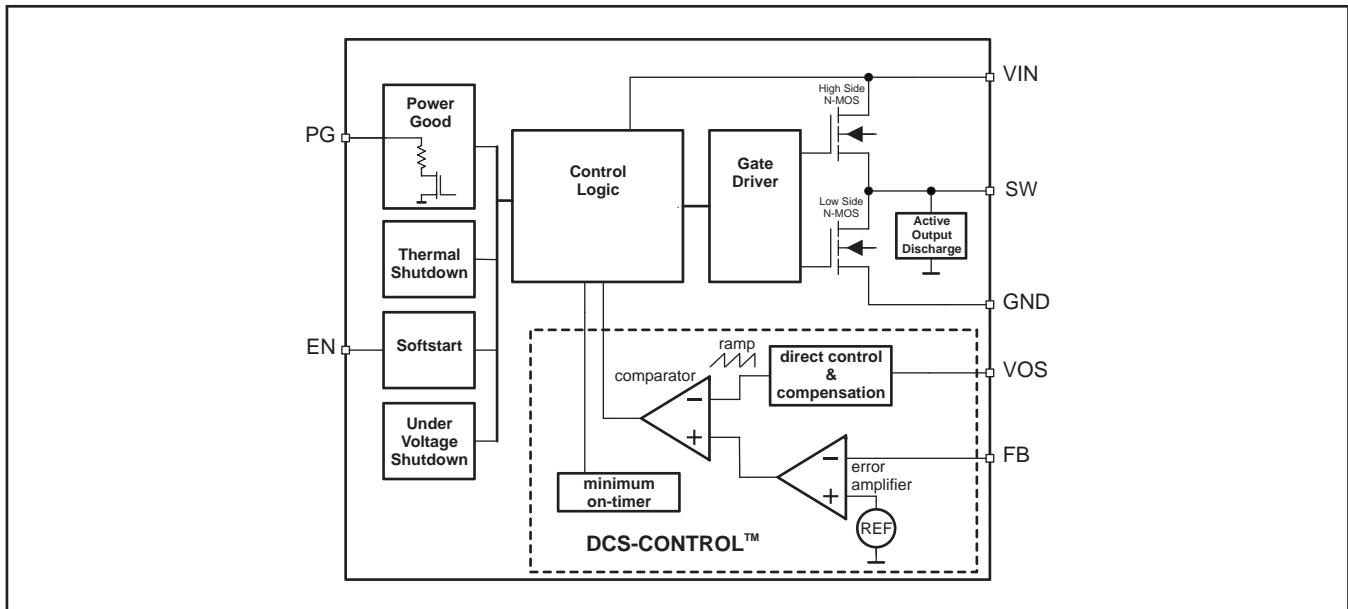 VIN
High Side
N-MOS
Power
Good
PG
Control
Logic
Gate
Driver
SW
Low Side
N-MOS
Active
Output
Discharge
Thermal
Shutdown
GND
EN
Softstart
ramp
direct control
&
compensation
VOS
comparator
−
+
Under
Voltage
Shutdown
−
FB
error
amplifier
+
minimum
on-timer
REF
DCS-CONTROL™